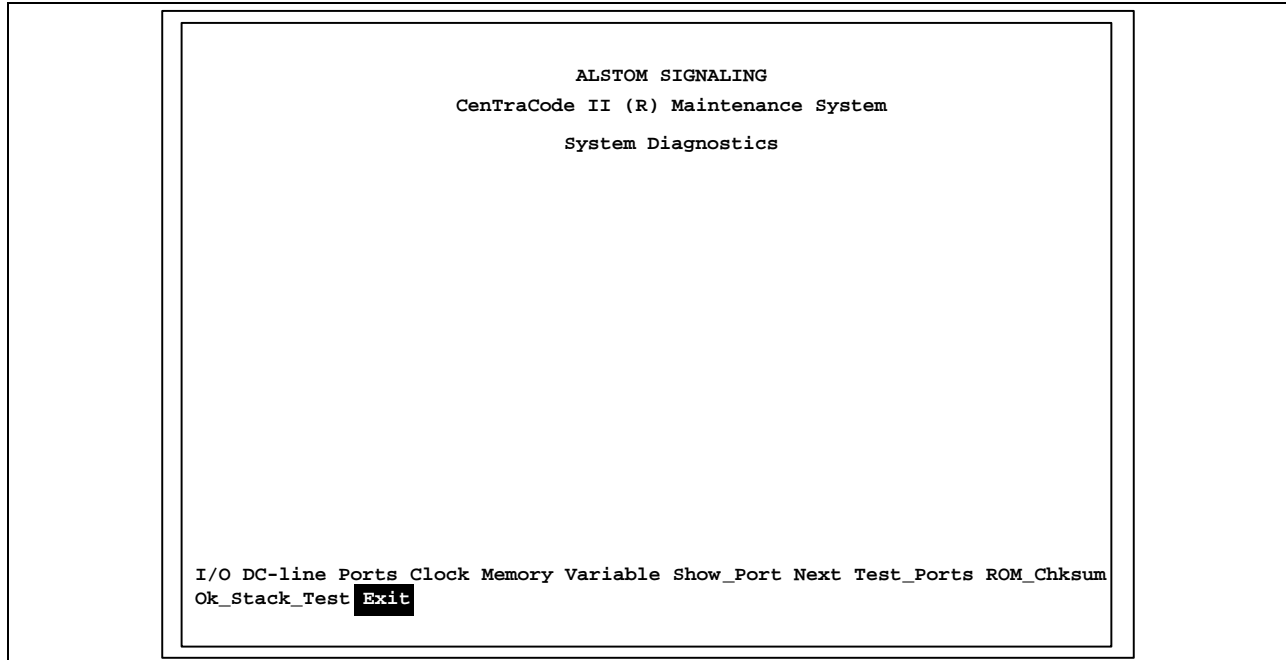 ALSTOM SIGNALING
CenTraCode II (R) Maintenance System
System Diagnostics
I/O DC-line Ports Clock Memory Variable Show_Port Next Test_Ports ROM_Chksum
Ok_Stack_Test Exit